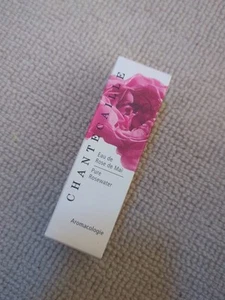 CHANTECAILLE
Eau de
Rose de Mai
Pure
Rosewater
Aromacologie